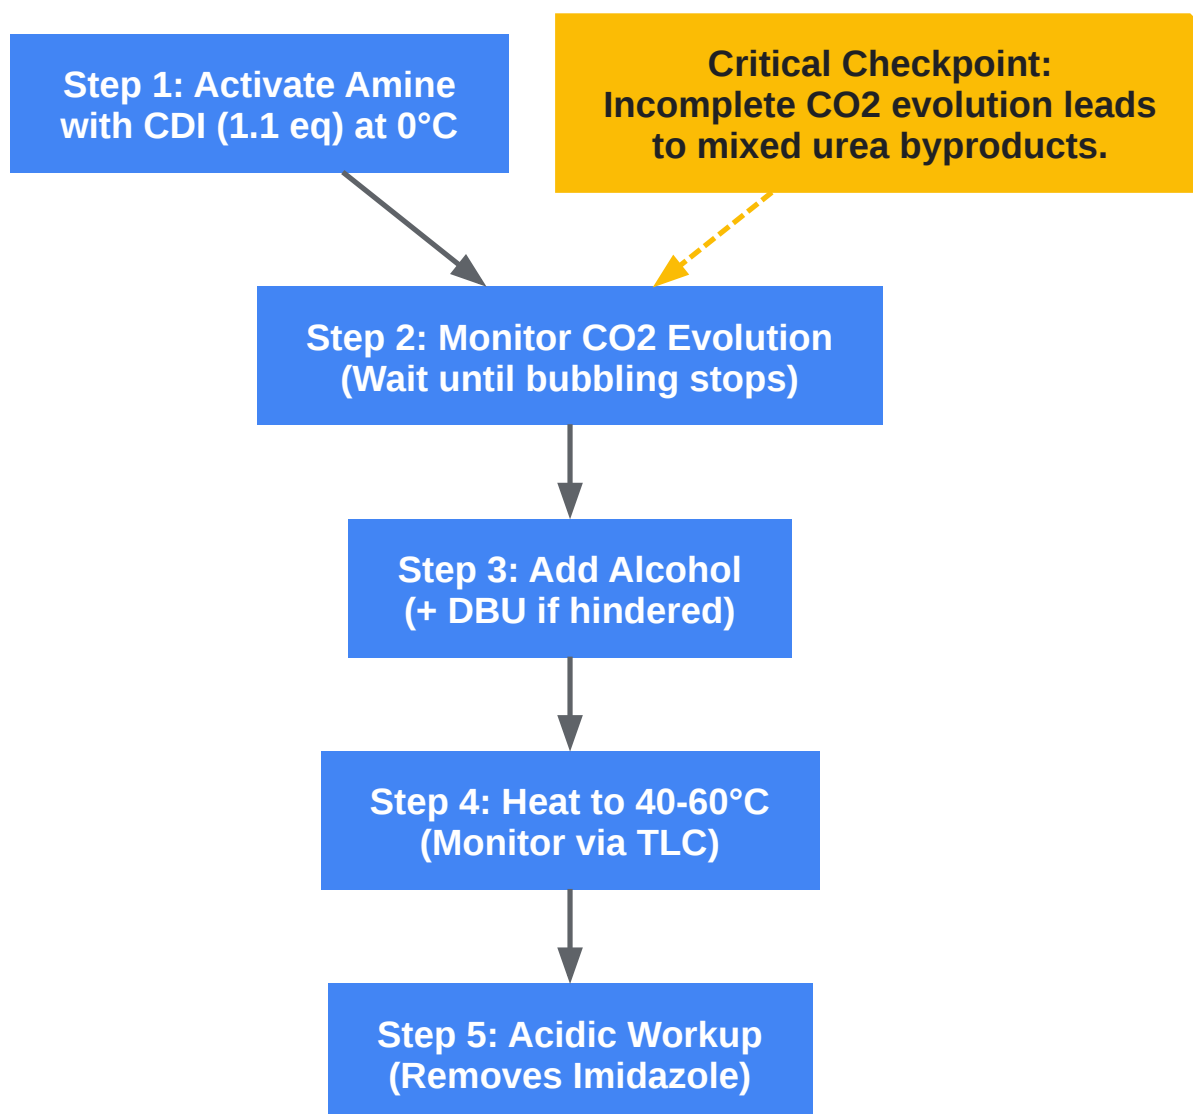 Step 1: Activate Amine
with CDI (1.1 eq) at 0°C
Critical Checkpoint:
Incomplete CO2 evolution leads
to mixed urea byproducts.
Step 2: Monitor CO2 Evolution
(Wait until bubbling stops)
Step 3: Add Alcohol
(+ DBU if hindered)
Step 4: Heat to 40-60°C
(Monitor via TLC)
Step 5: Acidic Workup
(Removes Imidazole)